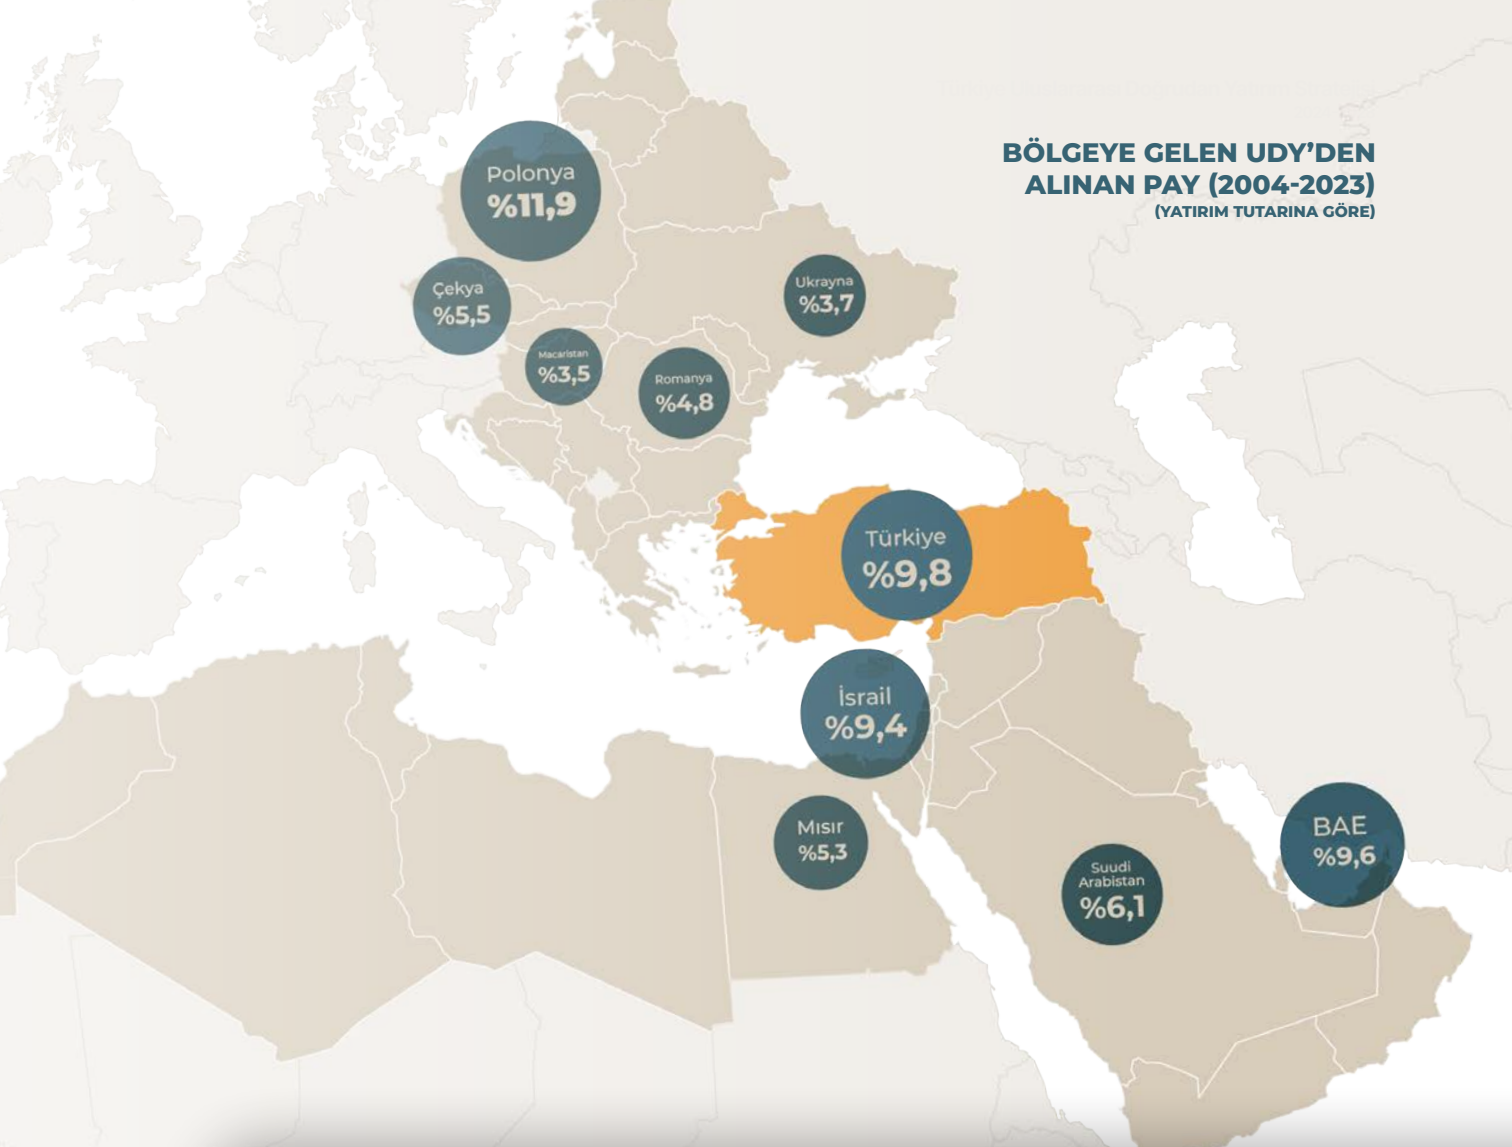 BÖLGEYE GELEN UDY’DEN
ALINAN PAY (2004-2023)
(YATIRIM TUTARINA GÖRE)
Polonya
%11,9
Çekya
%5,5
Ukrayna
%3,7
Macaristan
%3,5
Romanya
%4,8
Türkiye
%9,8
İsrail
%9,4
Mısır
%5,3
Suudi
Arabistan
%6,1
BAE
%9,6